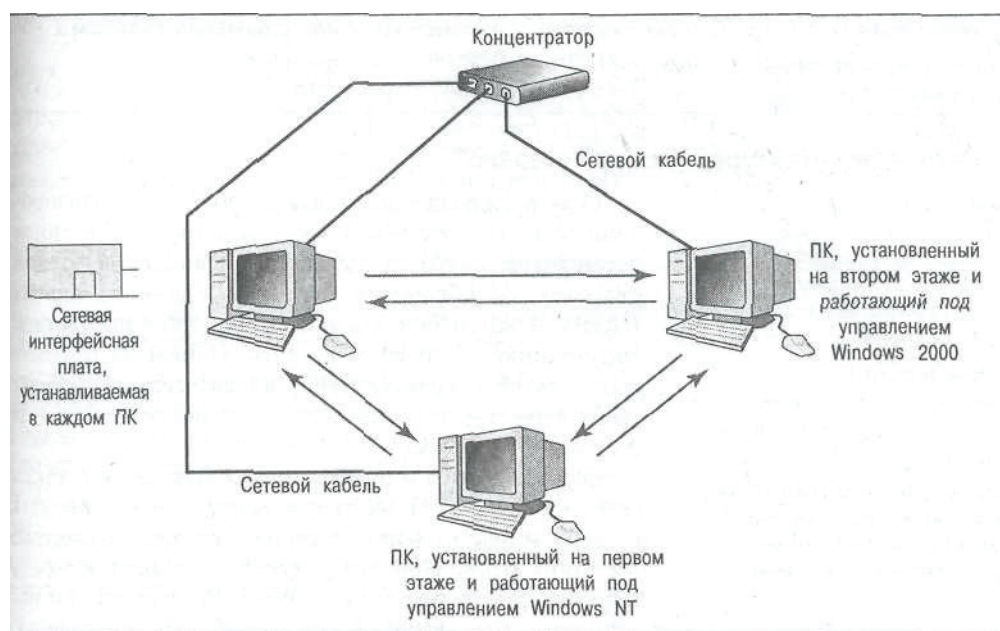 Концентратор
Сетевой кабель
ПК, установленный
на втором этаже и
работающий под
управлением
Windows 2000
Сетевая
интерфейсная
плата,
устанавливаемая
в каждом ПК
Сетевой кабель
ПК, установленный на первом
этаже и работающий под
управлением Windows NT